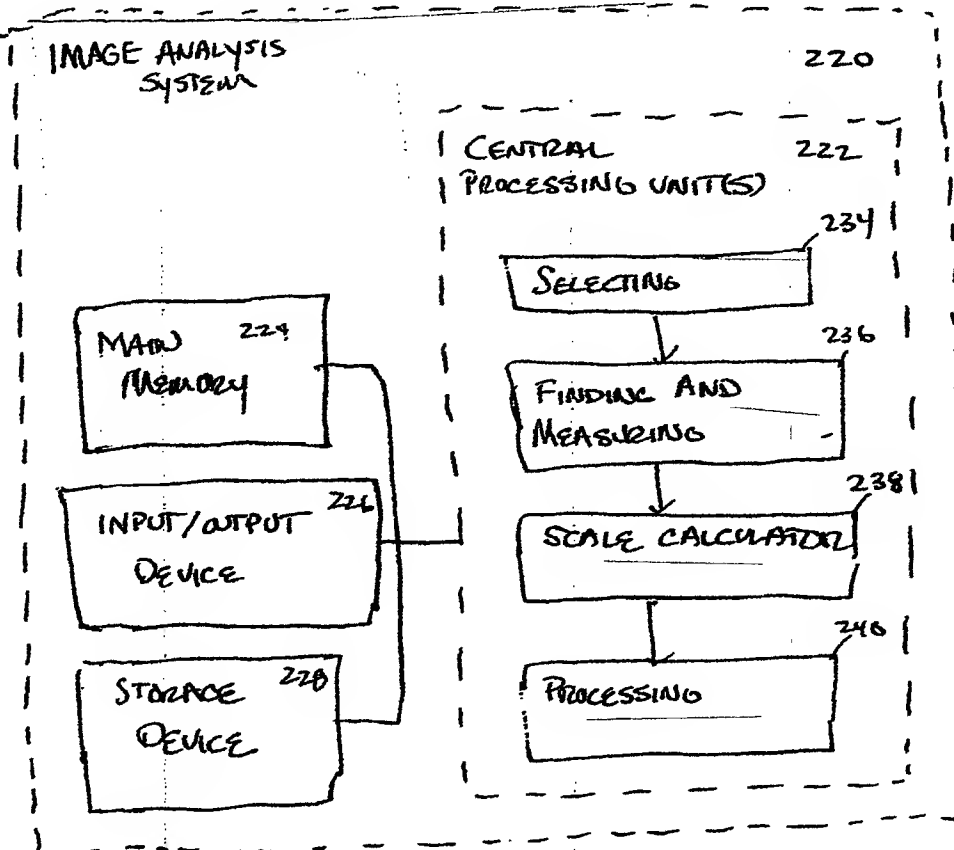 IMAGE ANALYSIS
SYSTEM
220
CENTRAL 222
PROCESSING UNIT(S)
234
SELECTING
236
FINDING AND
MEASURING
238
SCALE CALCULATOR
240
PROCESSING
MAIN 224
MEMORY
226
INPUT/OUTPUT
DEVICE
STORAGE 228
DEVICE